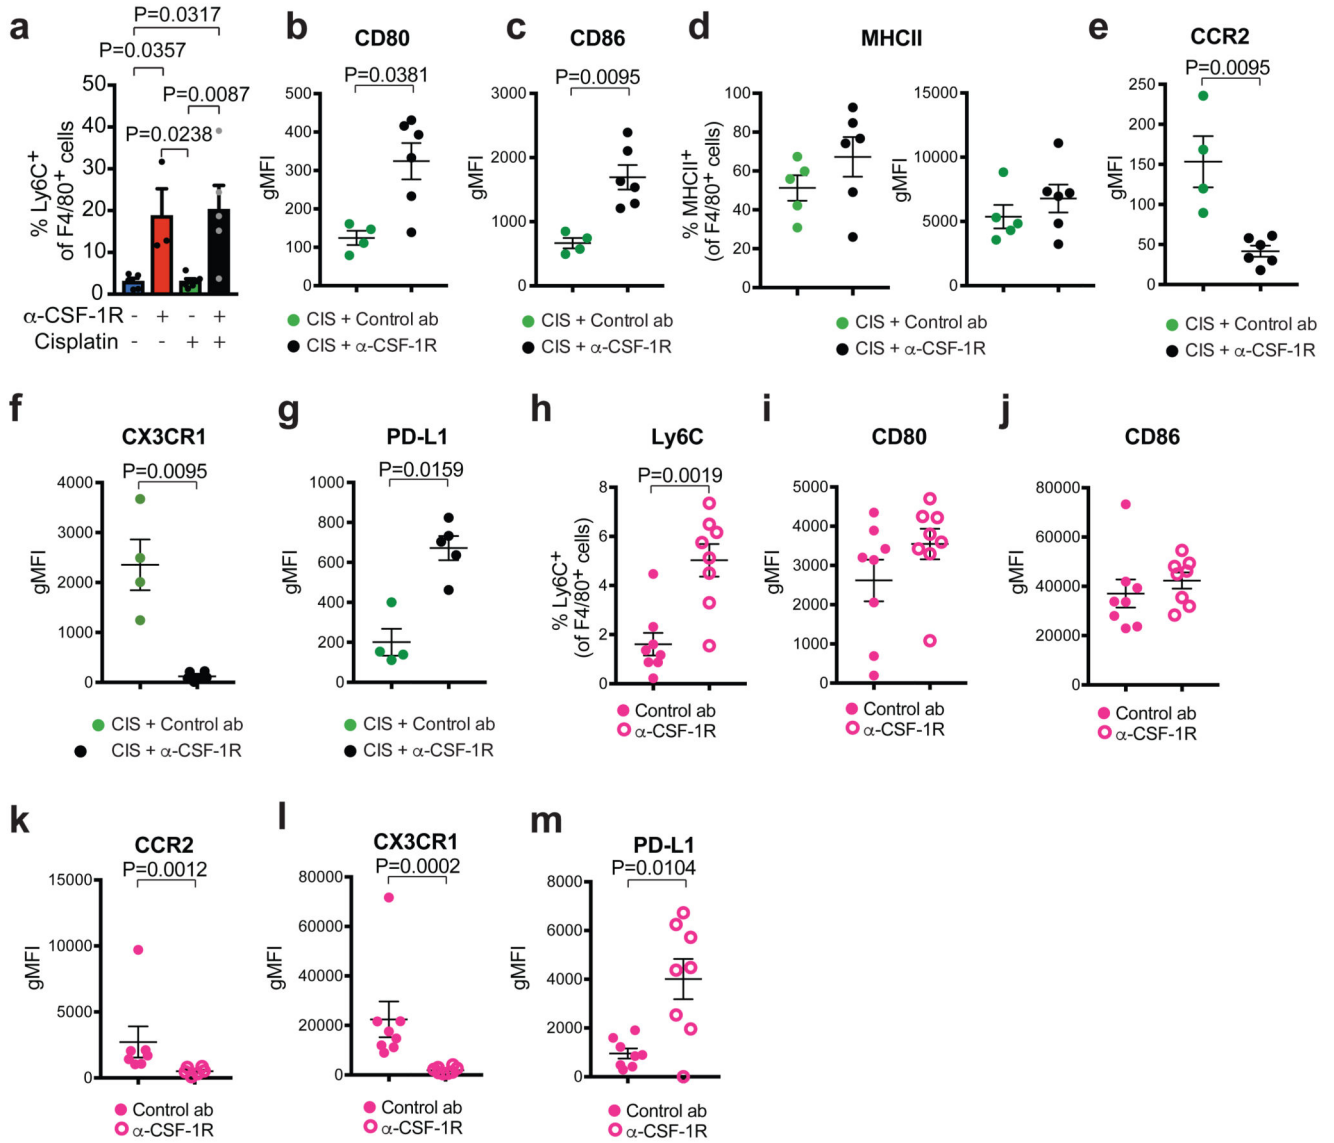 a
P=0.0317
P=0.0357
P=0.0087
P=0.0238
% Ly6C+
of F4/80+ cells
50
40
30
20
10
0
α-CSF-1R - + - +
Cisplatin - - + +
b
CD80
P=0.0381
gMFI
500
400
300
200
100
0
CIS + Control ab
CIS + α-CSF-1R
c
CD86
P=0.0095
gMFI
3000
2000
1000
0
CIS + Control ab
CIS + α-CSF-1R
d
MHCII
% MHCII+
(of F4/80+ cells)
100
80
60
40
20
0
gMFI
15000
10000
5000
0
CIS + Control ab
CIS + α-CSF-1R
e
CCR2
P=0.0095
gMFI
250
200
150
100
50
0
CIS + Control ab
CIS + α-CSF-1R
f
CX3CR1
P=0.0095
gMFI
4000
3000
2000
1000
0
CIS + Control ab
CIS + α-CSF-1R
g
PD-L1
P=0.0159
gMFI
1000
800
600
400
200
0
CIS + Control ab
CIS + α-CSF-1R
h
Ly6C
P=0.0019
% Ly6C+
(of F4/80+ cells)
8
6
4
2
0
Control ab
α-CSF-1R
i
CD80
gMFI
5000
4000
3000
2000
1000
0
Control ab
α-CSF-1R
j
CD86
gMFI
80000
60000
40000
20000
0
Control ab
α-CSF-1R
k
CCR2
P=0.0012
gMFI
15000
10000
5000
0
Control ab
α-CSF-1R
l
CX3CR1
P=0.0002
gMFI
80000
60000
40000
20000
0
Control ab
α-CSF-1R
m
PD-L1
P=0.0104
gMFI
8000
6000
4000
2000
0
Control ab
α-CSF-1R